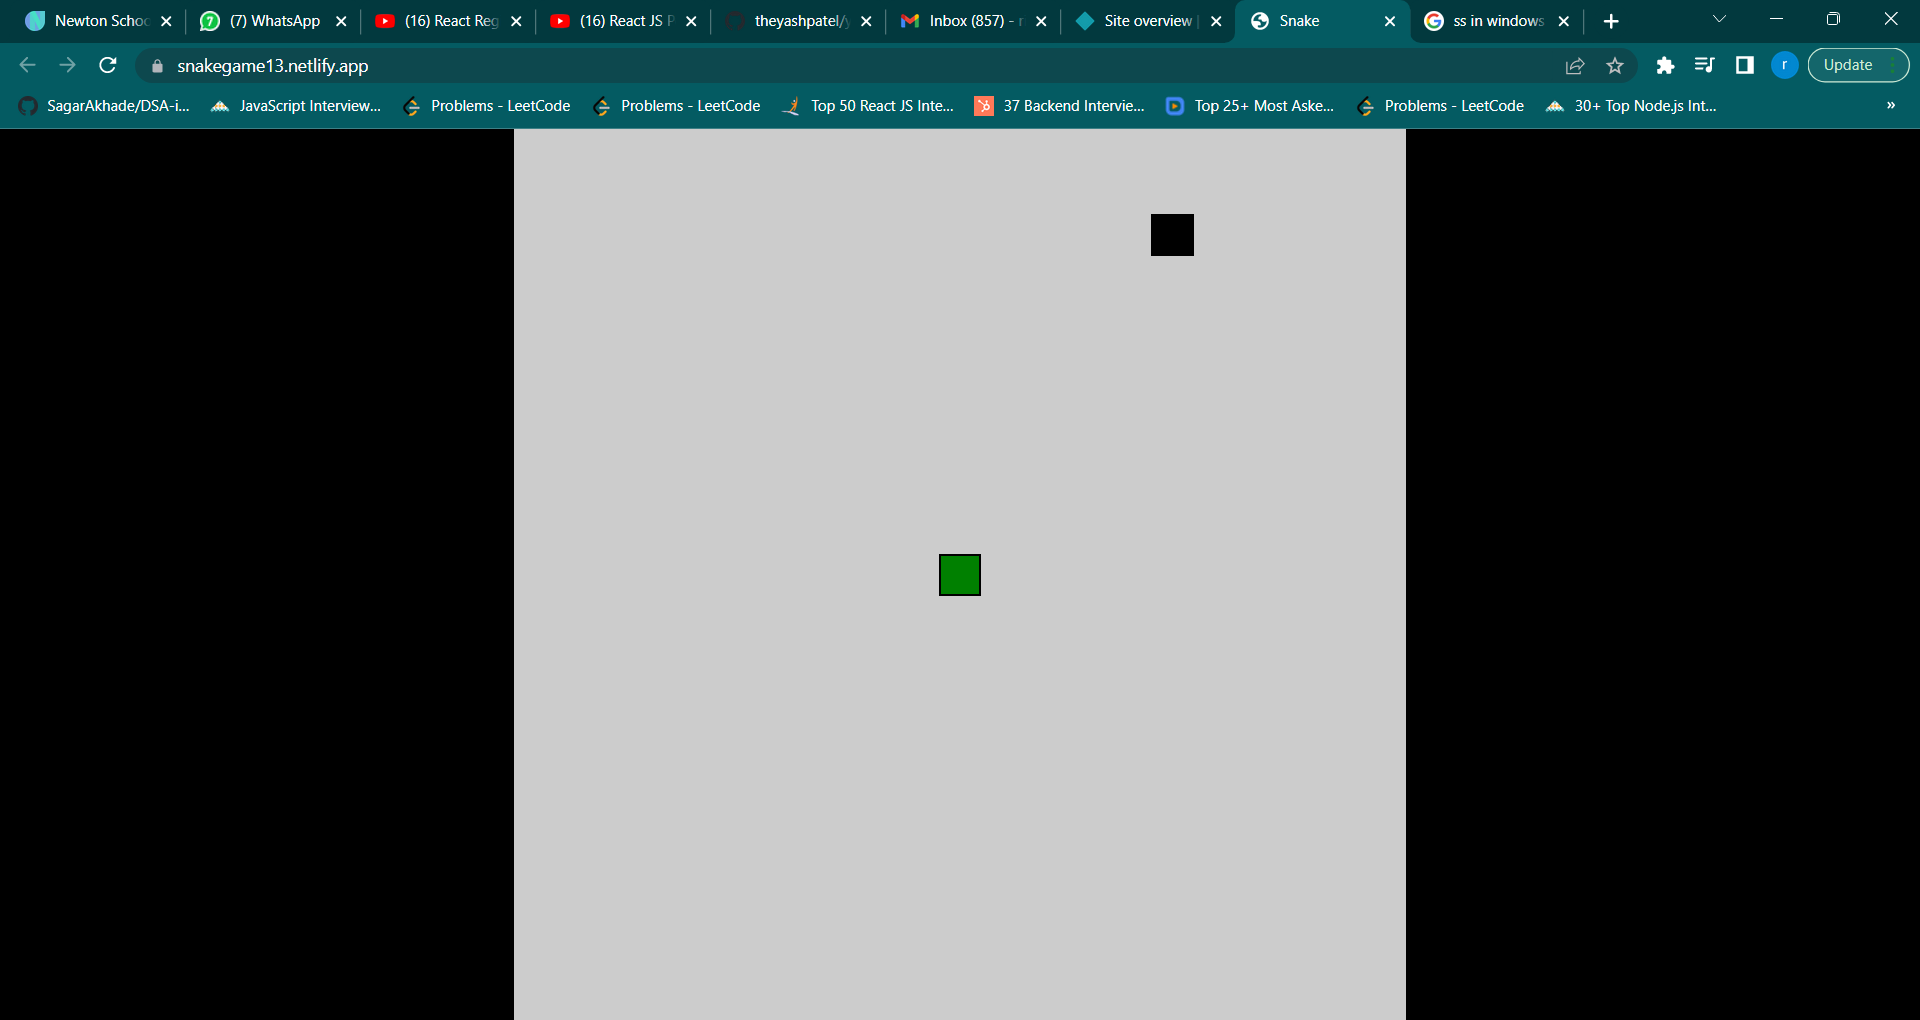 Newton Schoo (7) WhatsApp (16) React Reg (16) React JS P theyashpatel/y Inbox (857) - r Site overview | Snake ss in windows
snakegame13.netlify.app r Update
SagarAkhade/DSA-i... JavaScript Interview... Problems - LeetCode Problems - LeetCode Top 50 React JS Inte... 37 Backend Intervie... Top 25+ Most Aske... Problems - LeetCode 30+ Top Node.js Int... »